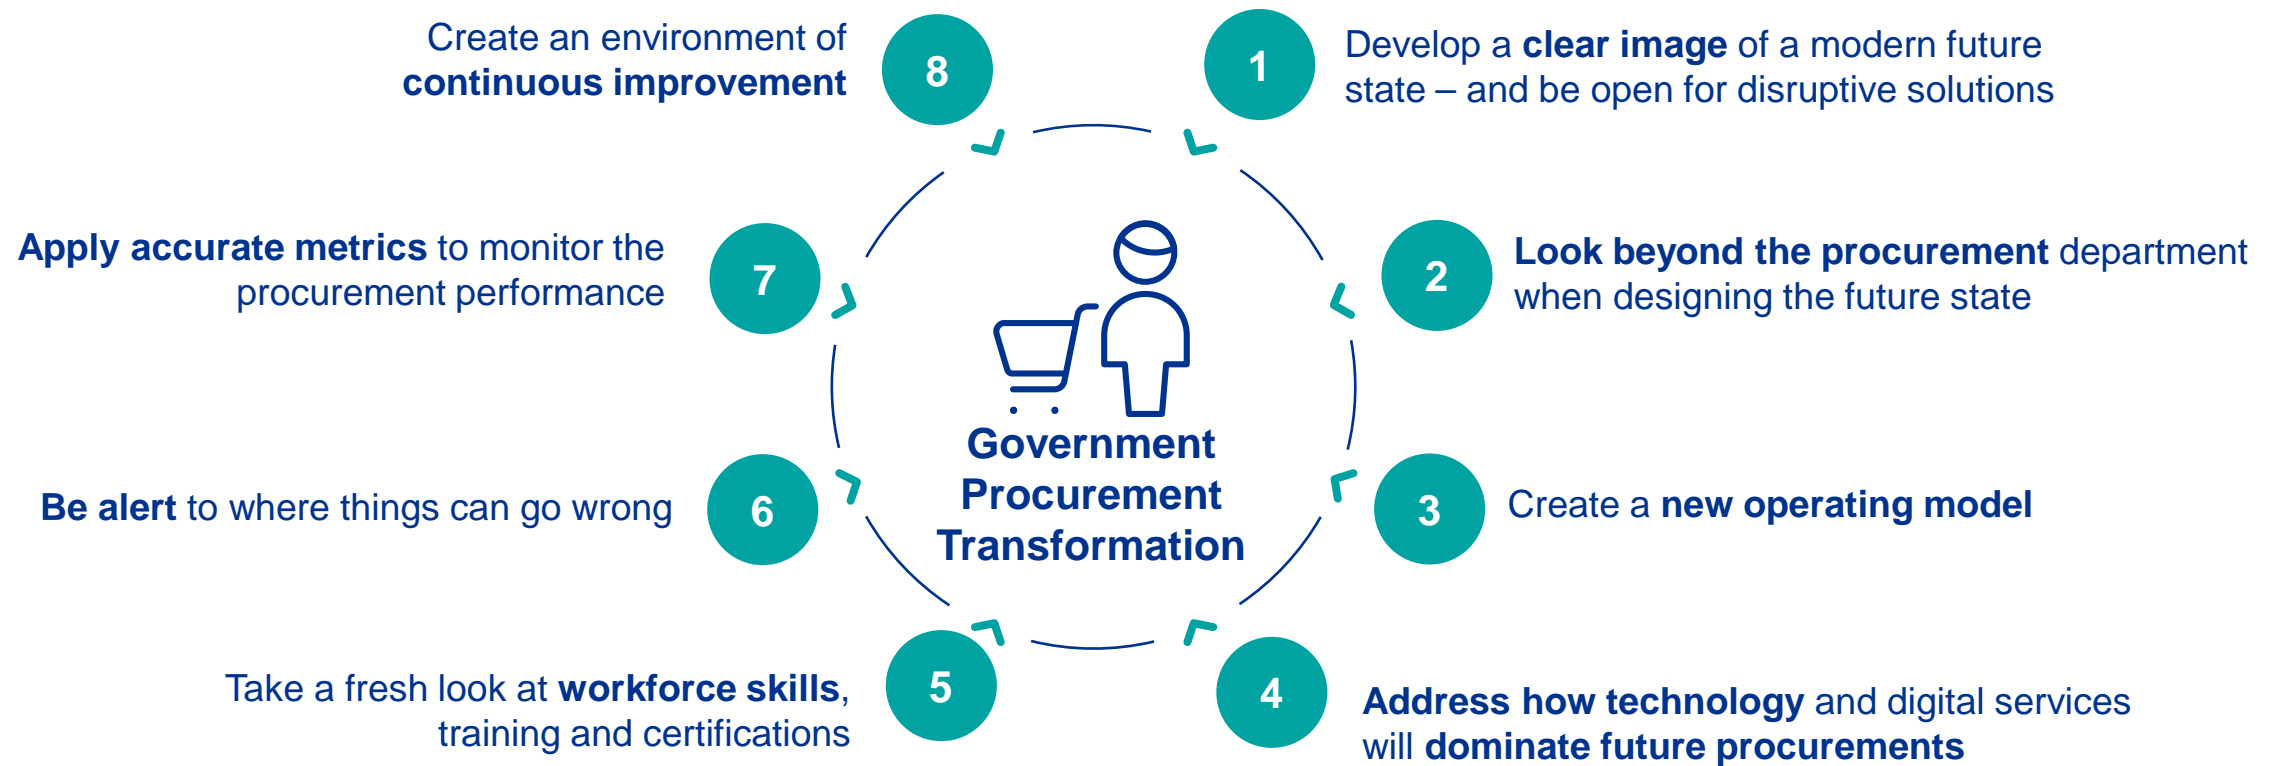 1
Develop a clear image of a modern future
state – and be open for disruptive solutions
2
Look beyond the procurement department
when designing the future state
3
Create a new operating model
4
Address how technology and digital services
will dominate future procurements
5
Take a fresh look at workforce skills,
training and certifications
6
Be alert to where things can go wrong
7
Apply accurate metrics to monitor the
procurement performance
8
Create an environment of
continuous improvement
Government
Procurement
Transformation